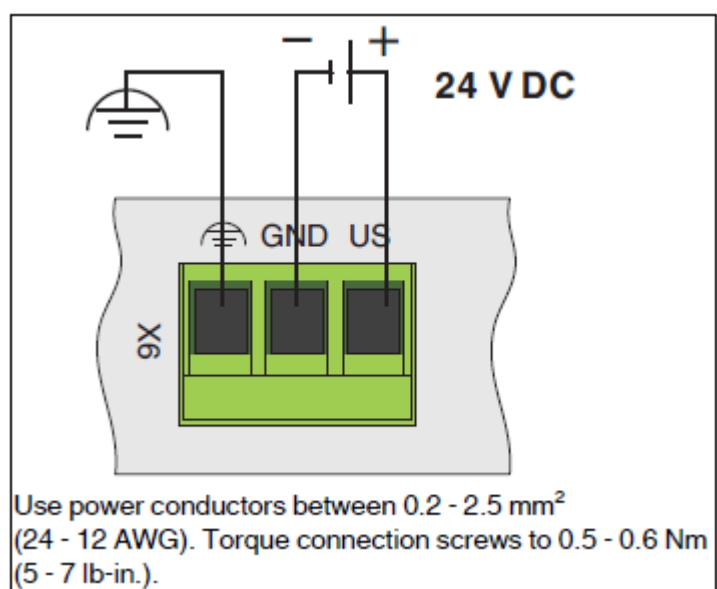 − +
24 V DC
GND US
X6
Use power conductors between 0.2 - 2.5 mm²
(24 - 12 AWG). Torque connection screws to 0.5 - 0.6 Nm
(5 - 7 lb-in.).